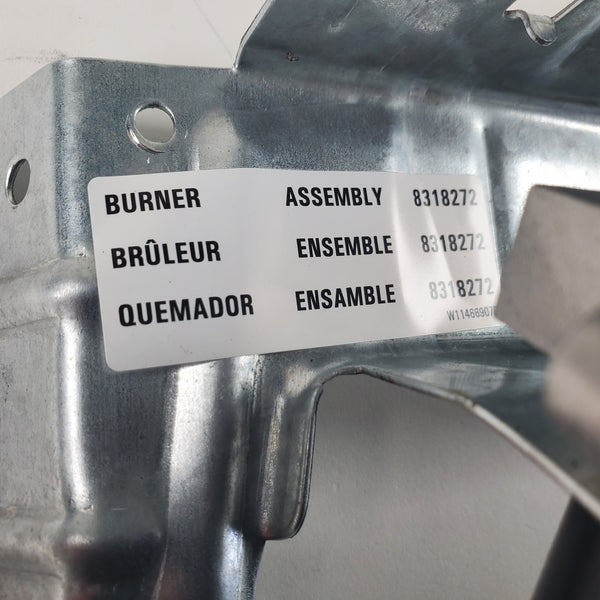 BURNER ASSEMBLY 8318272
BRÛLEUR ENSEMBLE 8318272
QUEMADOR ENSAMBLE 8318272